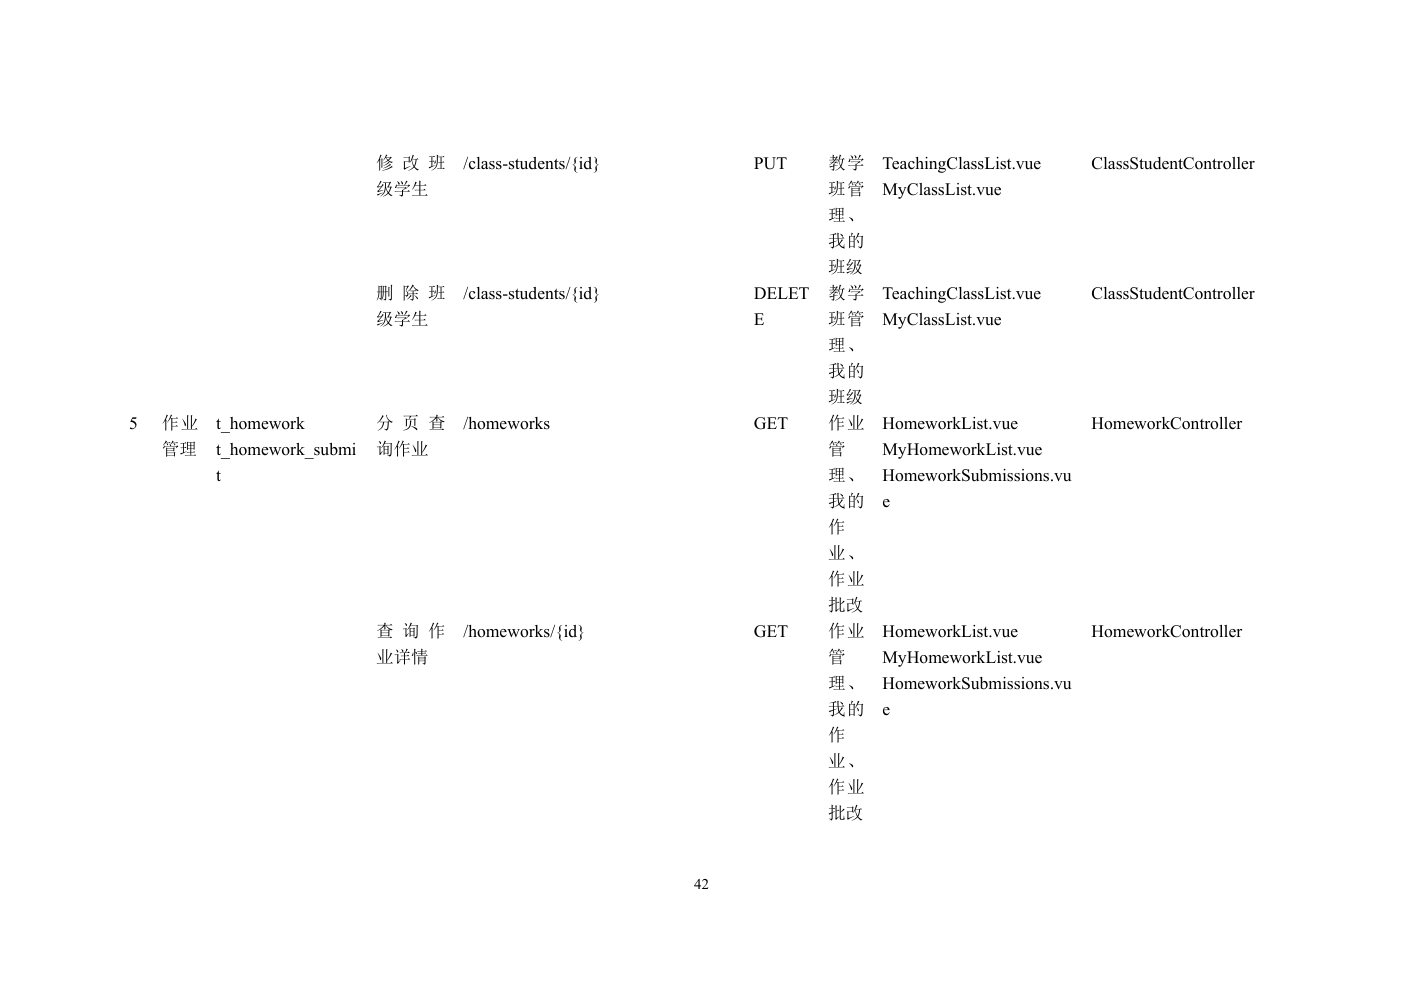 修改班 /class-students/{id} PUT 教学 TeachingClassList.vue ClassStudentController
级学生 班管 MyClassList.vue
理、
我的
班级
删除班 /class-students/{id} DELET 教学 TeachingClassList.vue ClassStudentController
级学生 E 班管 MyClassList.vue
理、
我的
班级
5 作业 t_homework 分页查 /homeworks GET 作业 HomeworkList.vue HomeworkController
管理 t_homework_submi 询作业 管 MyHomeworkList.vue
t 理、 HomeworkSubmissions.vu
我的 e
作
业、
作业
批改
查询作 /homeworks/{id} GET 作业 HomeworkList.vue HomeworkController
业详情 管 MyHomeworkList.vue
理、 HomeworkSubmissions.vu
我的 e
作
业、
作业
批改
42